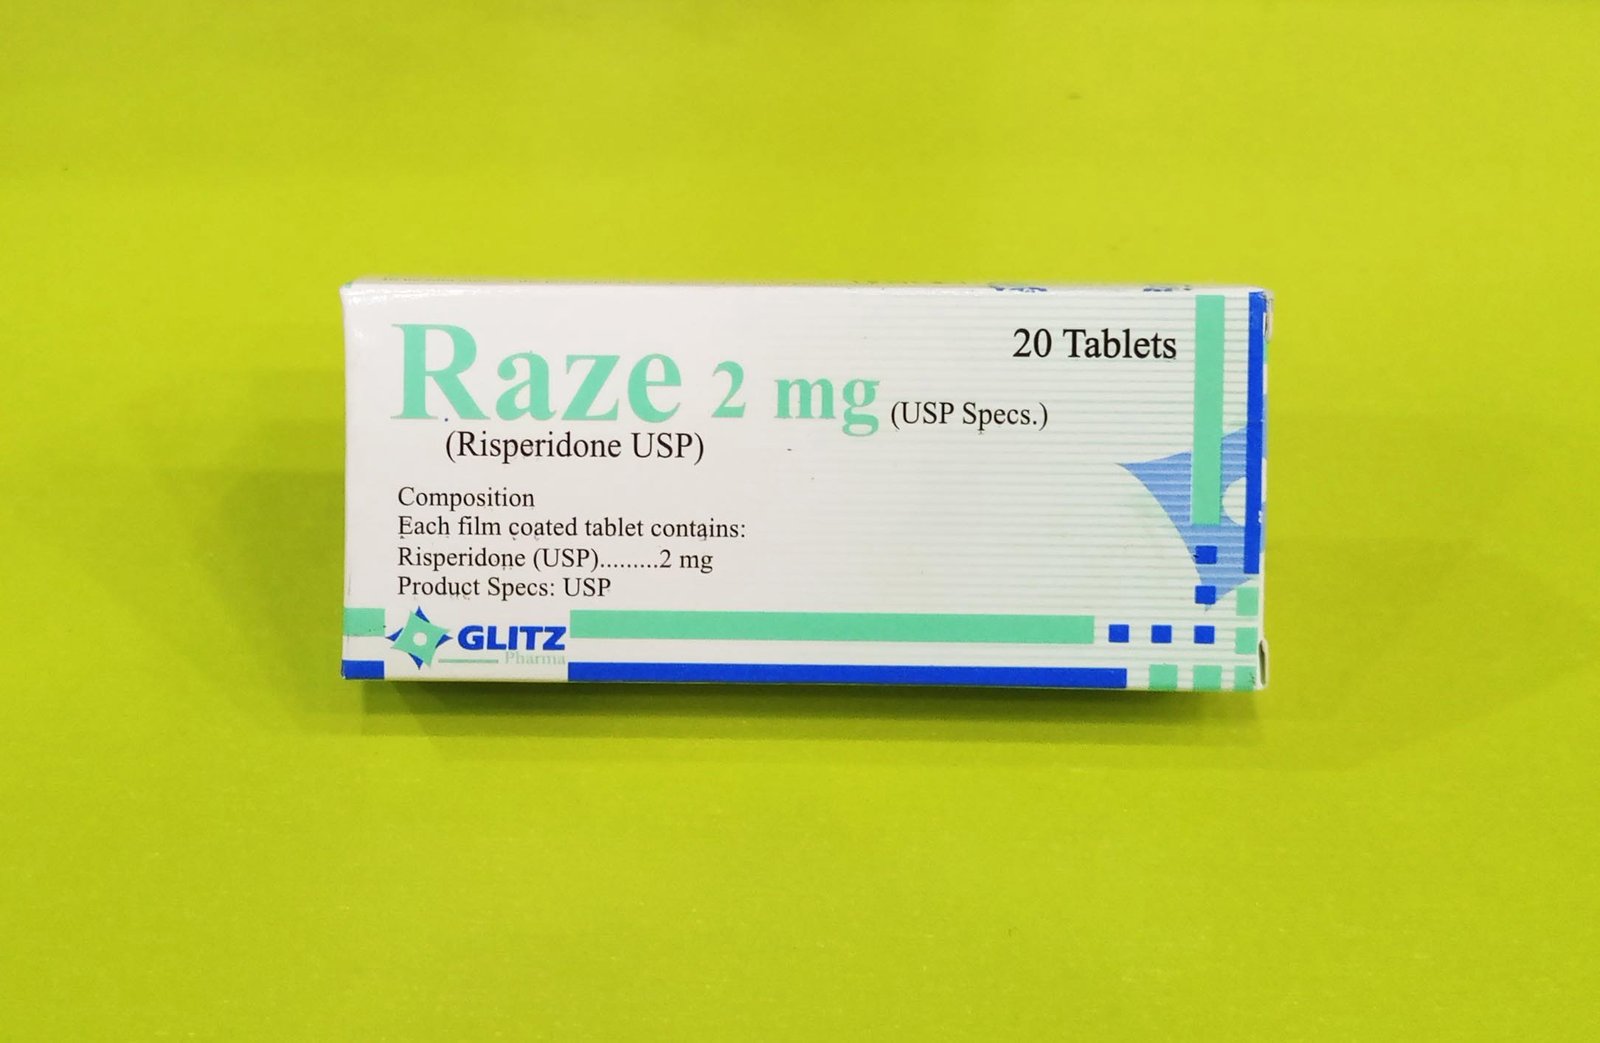 20 Tablets
Raze 2 mg (USP Specs.)
(Risperidone USP)
Composition
Each film coated tablet contains:
Risperidone (USP).........2 mg
Product Specs: USP
GLITZ
Pharma